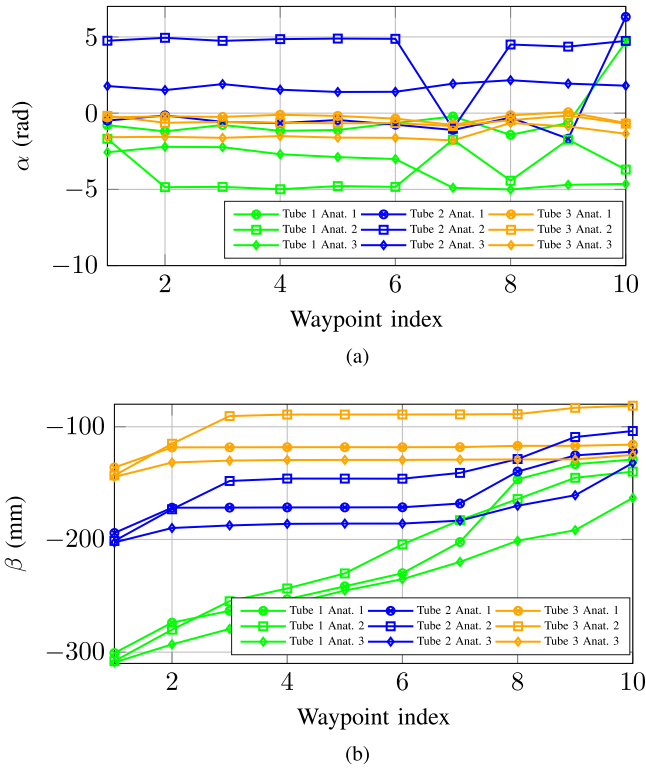 5
0
−5
−10
α (rad)
2 4 6 8 10
Waypoint index
Tube 1 Anat. 1 Tube 2 Anat. 1 Tube 3 Anat. 1
Tube 1 Anat. 2 Tube 2 Anat. 2 Tube 3 Anat. 2
Tube 1 Anat. 3 Tube 2 Anat. 3 Tube 3 Anat. 3
(a)
−100
−200
−300
β (mm)
2 4 6 8 10
Waypoint index
Tube 1 Anat. 1 Tube 2 Anat. 1 Tube 3 Anat. 1
Tube 1 Anat. 2 Tube 2 Anat. 2 Tube 3 Anat. 2
Tube 1 Anat. 3 Tube 2 Anat. 3 Tube 3 Anat. 3
(b)